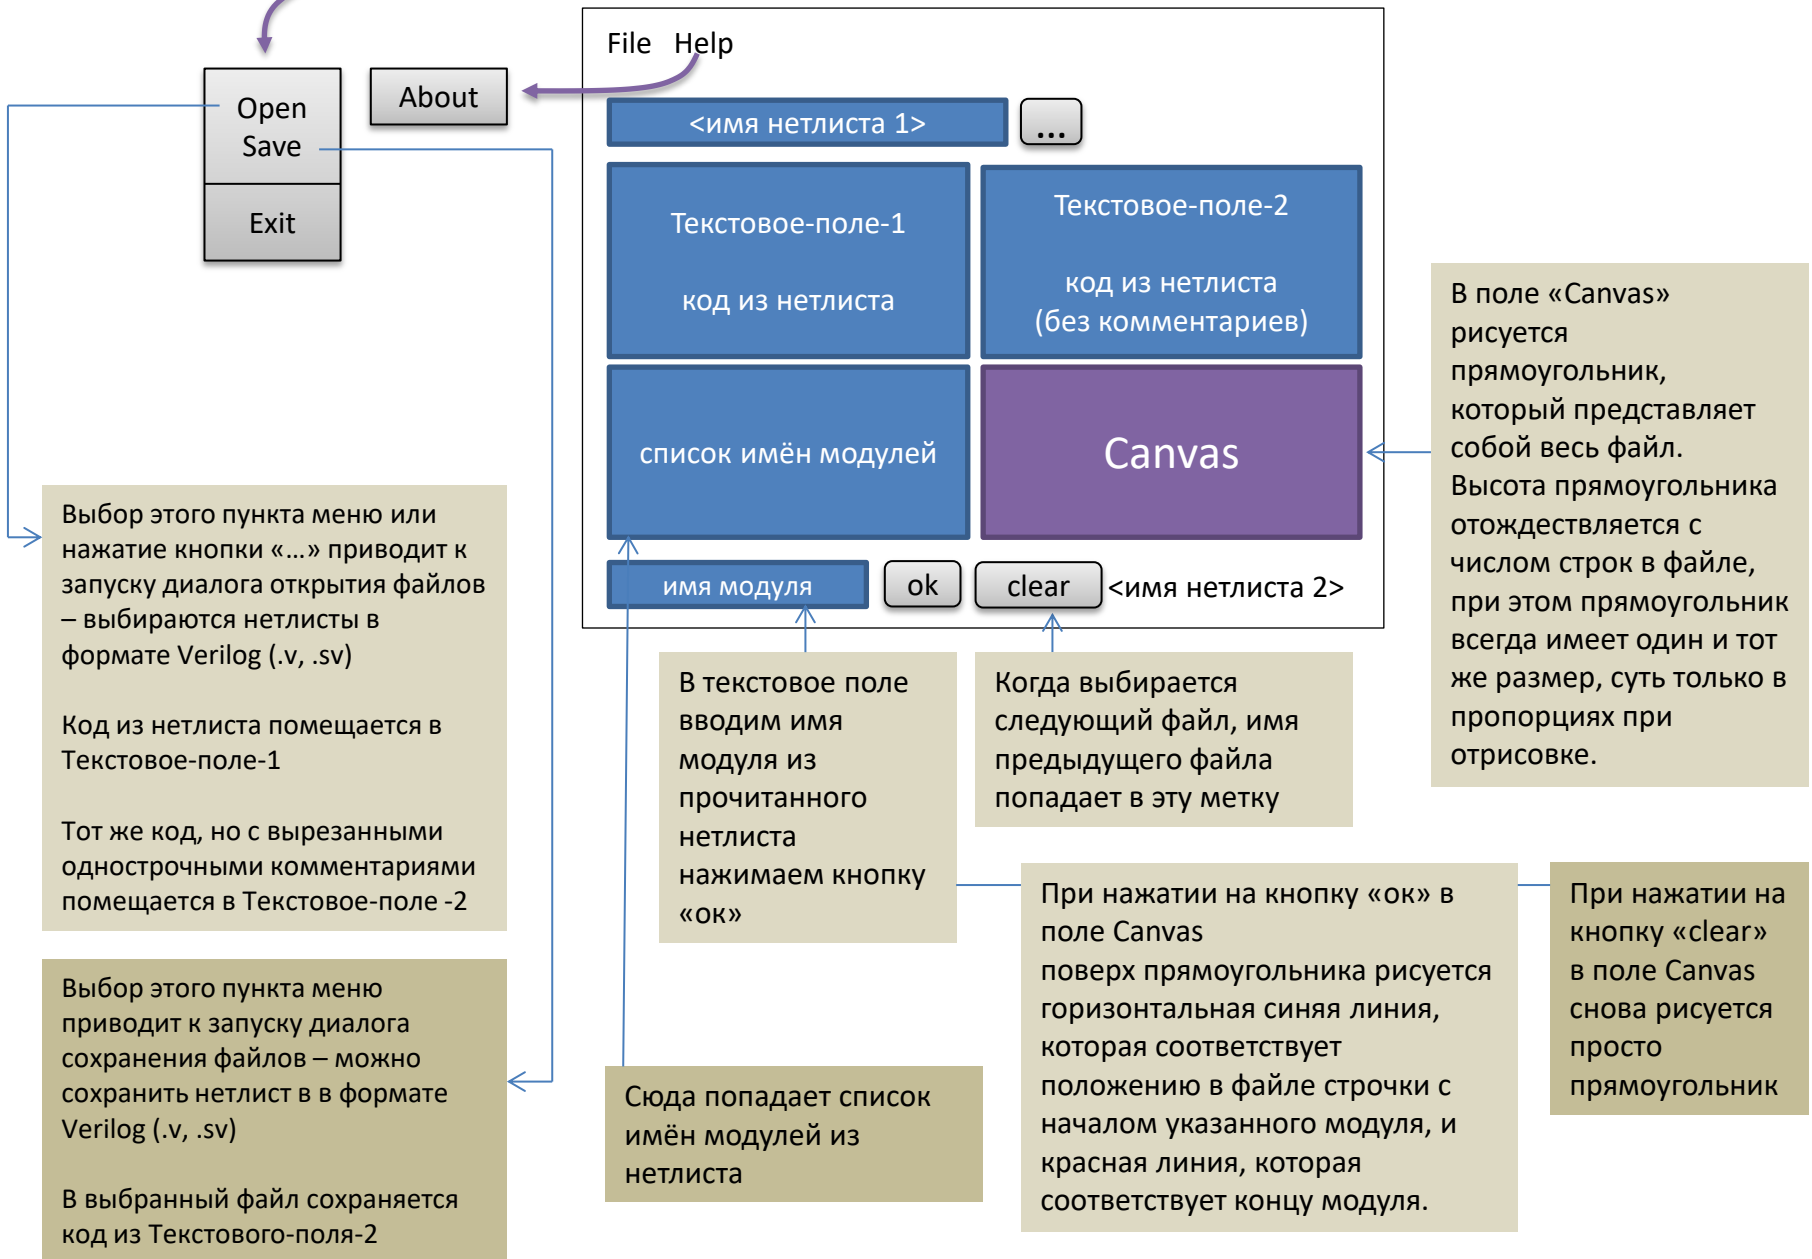 File Help
Open
Save
Exit
About
<имя нетлиста 1>
...
Текстовое-поле-1
код из нетлиста
Текстовое-поле-2
код из нетлиста
(без комментариев)
список имён модулей
Canvas
имя модуля
ok
clear
<имя нетлиста 2>
В поле «Canvas»
рисуется
прямоугольник,
который представляет
собой весь файл.
Высота прямоугольника
отождествляется с
числом строк в файле,
при этом прямоугольник
всегда имеет один и тот
же размер, суть только в
пропорциях при
отрисовке.
Выбор этого пункта меню или
нажатие кнопки «…» приводит к
запуску диалога открытия файлов
– выбираются нетлисты в
формате Verilog (.v, .sv)
Код из нетлиста помещается в
Текстовое-поле-1
Тот же код, но с вырезанными
однострочными комментариями
помещается в Текстовое-поле -2
Выбор этого пункта меню
приводит к запуску диалога
сохранения файлов – можно
сохранить нетлист в в формате
Verilog (.v, .sv)
В выбранный файл сохраняется
код из Текстового-поля-2
В текстовое поле
вводим имя
модуля из
прочитанного
нетлиста
нажимаем кнопку
«ок»
Когда выбирается
следующий файл, имя
предыдущего файла
попадает в эту метку
Сюда попадает список
имён модулей из
нетлиста
При нажатии на кнопку «ок» в
поле Canvas
поверх прямоугольника рисуется
горизонтальная синяя линия,
которая соответствует
положению в файле строчки с
началом указанного модуля, и
красная линия, которая
соответствует концу модуля.
При нажатии на
кнопку «clear»
в поле Canvas
снова рисуется
просто
прямоугольник